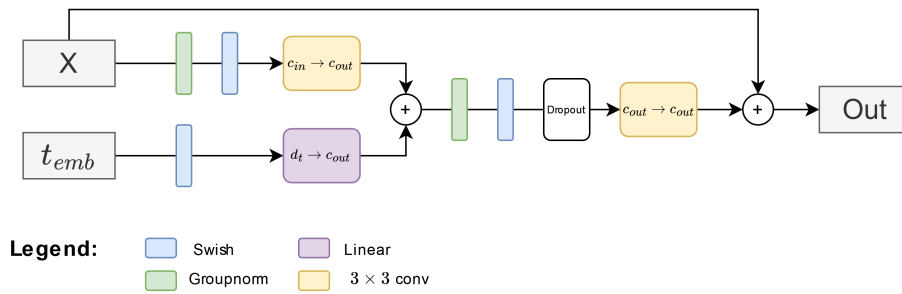 X
c_in → c_out
+
Dropout
c_out → c_out
+
Out
t_emb
d_t → c_out
Legend:
Swish
Linear
Groupnorm
3 × 3 conv